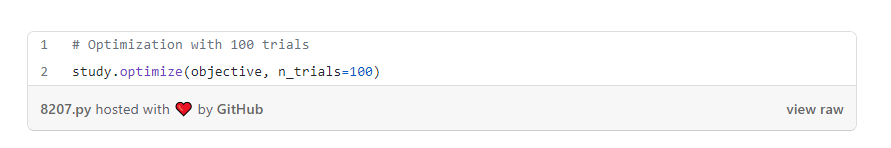 1 # Optimization with 100 trials
2 study.optimize(objective, n_trials=100)
8207.py hosted with ❤ by GitHub view raw